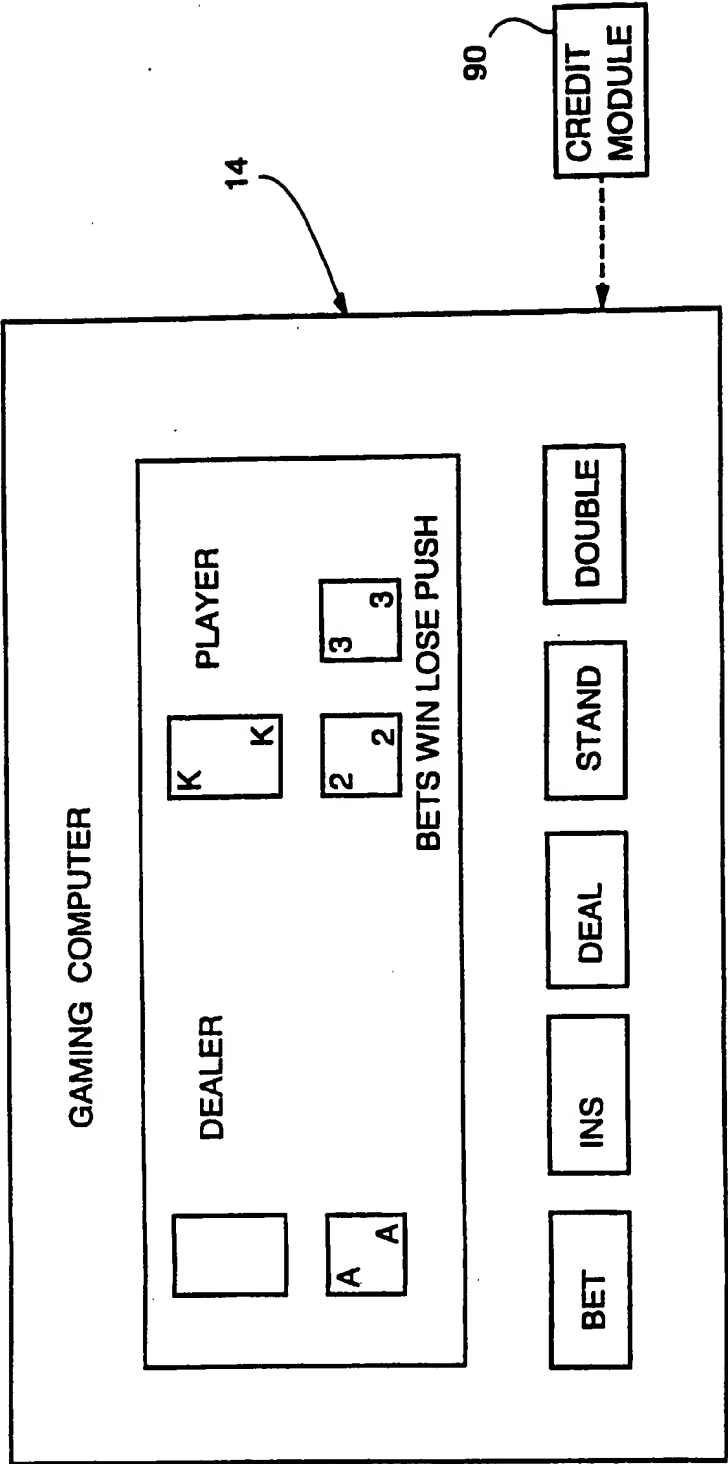 GAMING COMPUTER
14
90
CREDIT
MODULE
DEALER
PLAYER
K
K
A
A
2
2
3
3
BETS WIN LOSE PUSH
BET
INS
DEAL
STAND
DOUBLE